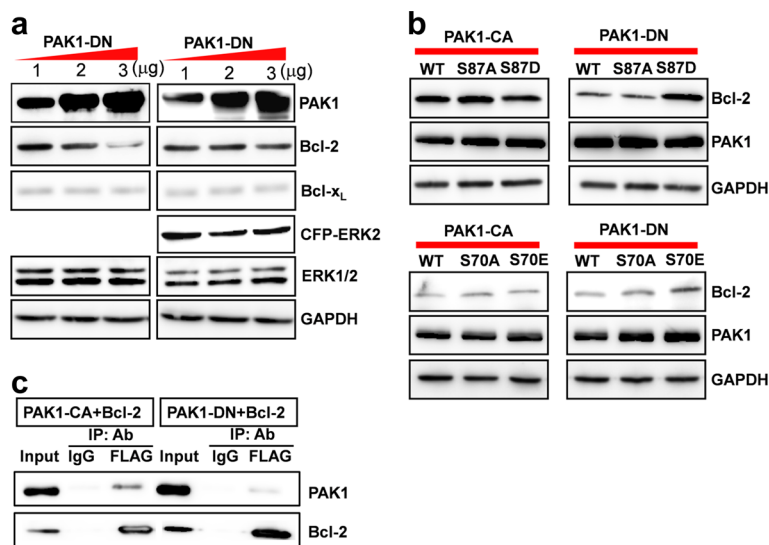 a
PAK1-DN PAK1-DN
1 2 3 (μg) 1 2 3 (μg)
PAK1
Bcl-2
Bcl-xL
CFP-ERK2
ERK1/2
GAPDH
b
PAK1-CA PAK1-DN
WT S87A S87D WT S87A S87D
Bcl-2
PAK1
GAPDH
PAK1-CA PAK1-DN
WT S70A S70E WT S70A S70E
Bcl-2
PAK1
GAPDH
c
PAK1-CA+Bcl-2 PAK1-DN+Bcl-2
IP: Ab IP: Ab
Input IgG FLAG Input IgG FLAG
PAK1
Bcl-2